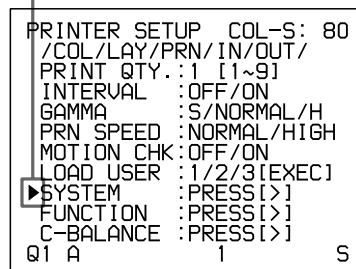 PRINTER SETUP COL-S: 80
/COL/LAY/PRN/IN/OUT/
PRINT QTY.:1 [1~9]
INTERVAL :OFF/ON
GAMMA :S/NORMAL/H
PRN SPEED :NORMAL/HIGH
MOTION CHK:OFF/ON
LOAD USER :1/2/3[EXEC]
▶SYSTEM :PRESS[>]
FUNCTION :PRESS[>]
C-BALANCE :PRESS[>]
Q1 A 1 S